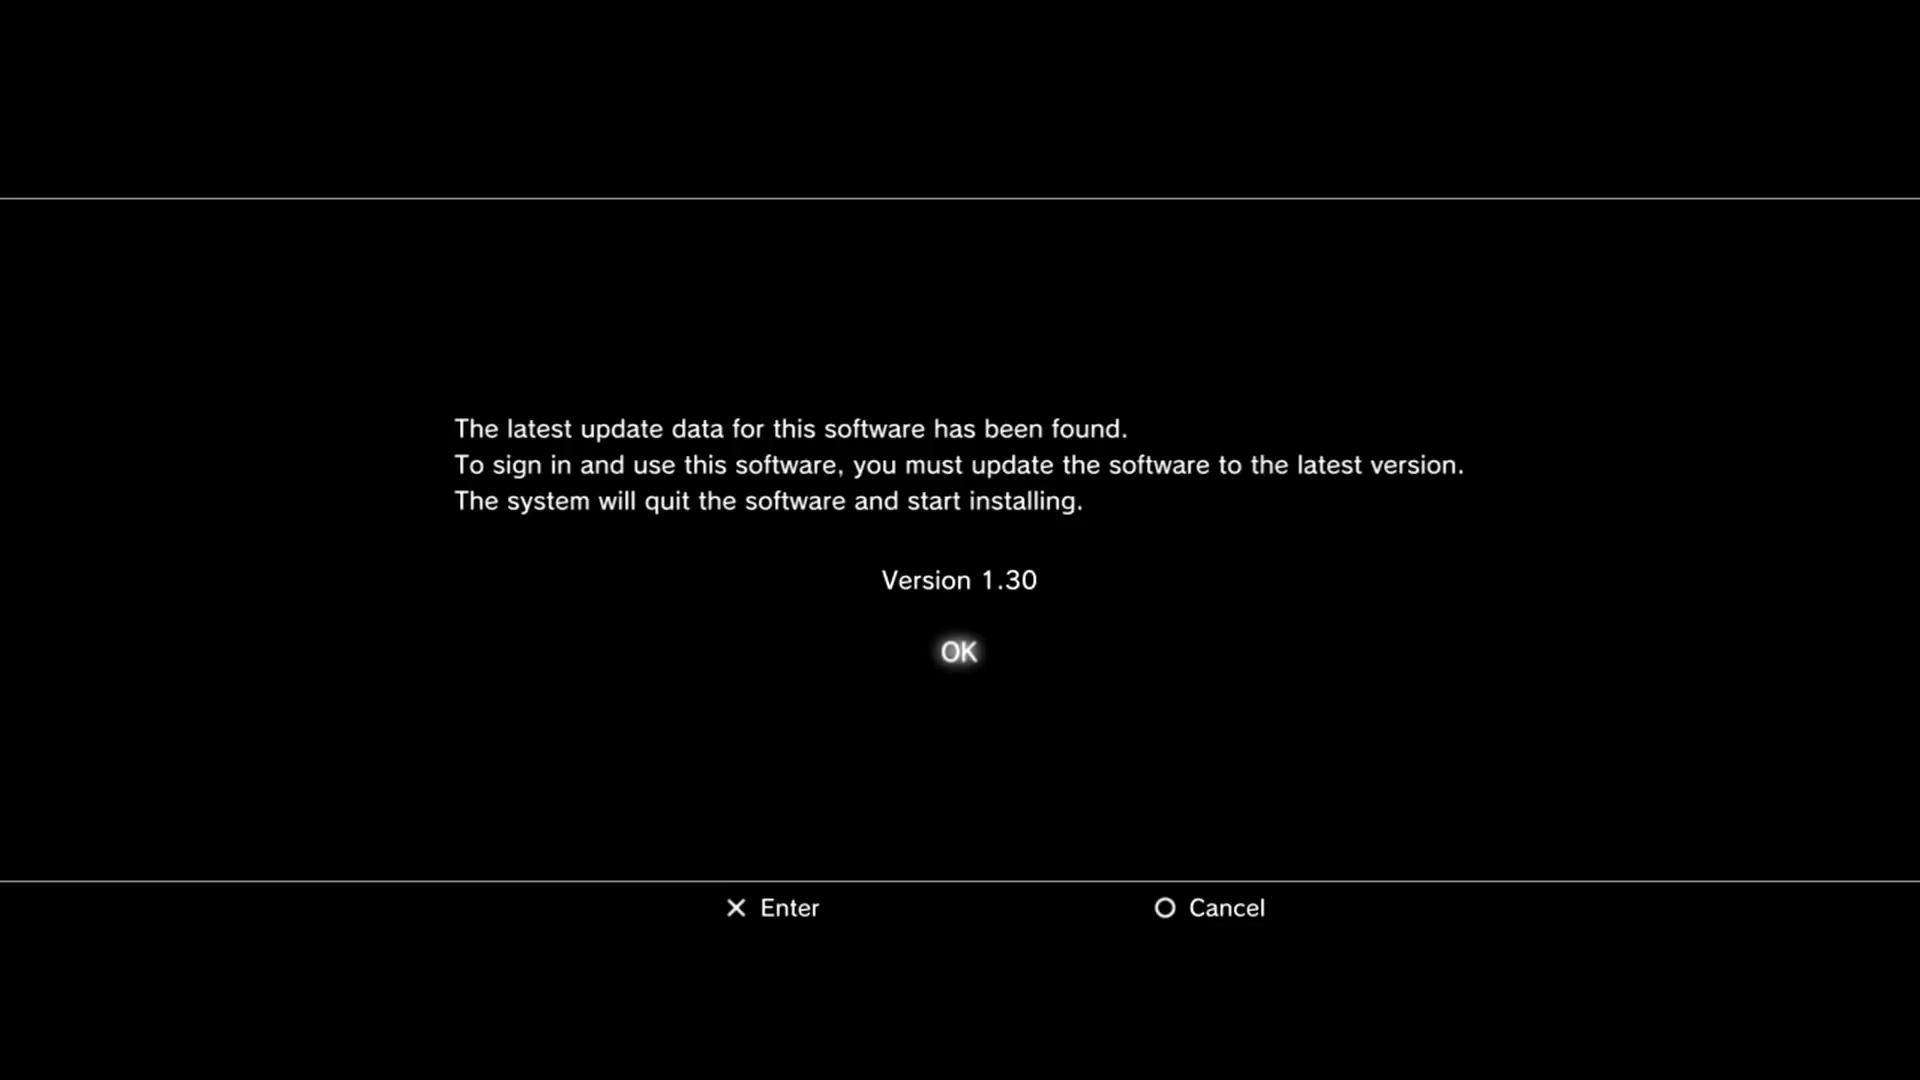 The latest update data for this software has been found.
To sign in and use this software, you must update the software to the latest version.
The system will quit the software and start installing.
Version 1.30
OK
Enter
Cancel